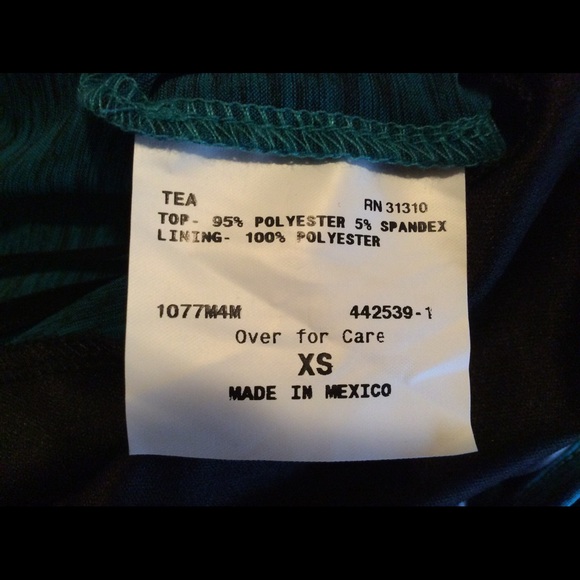 TEA RN 31310
TOP- 95% POLYESTER 5% SPANDEX
LINING- 100% POLYESTER
1077M4M 442539-1
Over for Care
XS
MADE IN MEXICO